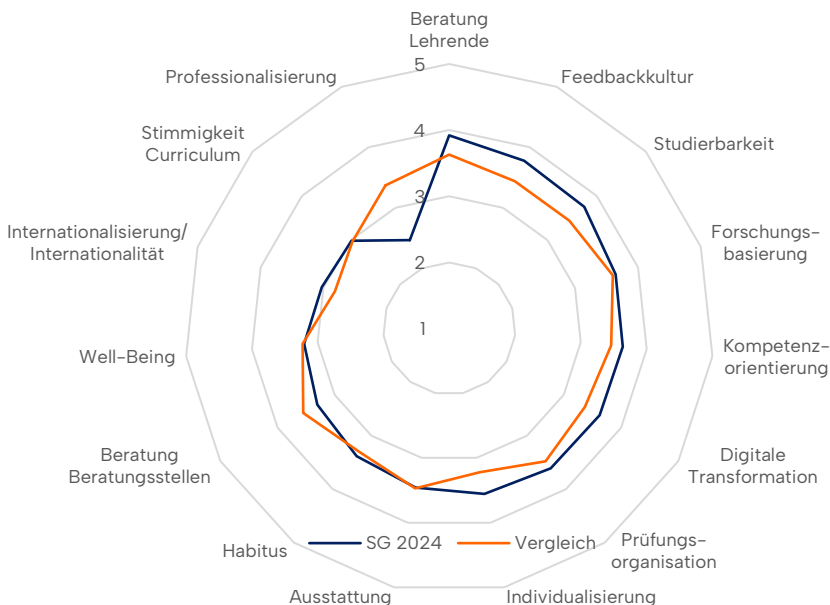 Beratung
Lehrende
5
Professionalisierung
Feedbackkultur
4
Stimmigkeit
Curriculum
Studierbarkeit
3
Internationalisierung/
Internationalität
Forschungs-
basierung
2
1
Well-Being
Kompetenz-
orientierung
Beratung
Beratungsstellen
Digitale
Transformation
Habitus
SG 2024
Vergleich
Prüfungs-
organisation
Ausstattung
Individualisierung